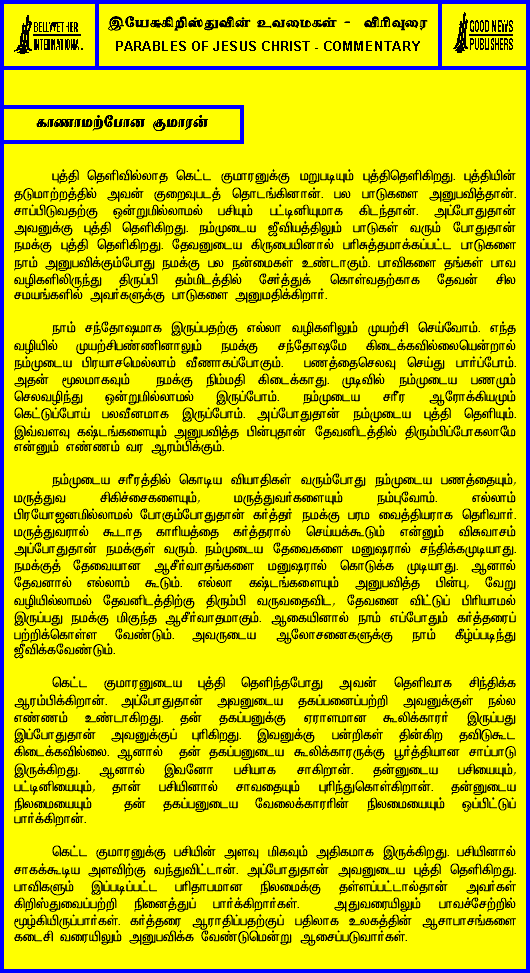 BELLWETHER
INTERNATIONAL
இயேசுகிறிஸ்துவின் உவமைகள் - விரிவுரை
PARABLES OF JESUS CHRIST - COMMENTARY
GOOD NEWS
PUBLISHERS
காணாமற்போன குமாரன்
புத்தி தெளிவில்லாத கெட்ட குமாரனுக்கு மறுபடியும் புத்திதெளிகிறது. புத்தியின்
தடுமாற்றத்தில் அவன் குறைவுபடத் தொடங்கினான். பல பாடுகளை அனுபவித்தான்.
சாப்பிடுவதற்கு ஒன்றுமில்லாமல் பசியும் பட்டினியுமாக கிடந்தான். அப்போதுதான்
அவனுக்கு புத்தி தெளிகிறது. நம்முடைய ஜீவியத்திலும் பாடுகள் வரும் போதுதான்
நமக்கு புத்தி தெளிகிறது. தேவனுடைய கிருபையினால் பரிசுத்தமாக்கப்பட்ட பாடுகளை
நாம் அனுபவிக்கும்போது நமக்கு பல நன்மைகள் உண்டாகும். பாவிகளை தங்கள் பாவ
வழிகளிலிருந்து திருப்பி தம்மிடத்தில் சேர்த்துக் கொள்வதற்காக தேவன் சில
சமயங்களில் அவர்களுக்கு பாடுகளை அனுமதிக்கிறார்.
நாம் சந்தோஷமாக இருப்பதற்கு எல்லா வழிகளிலும் முயற்சி செய்வோம். எந்த
வழியில் முயற்சிபண்ணினாலும் நமக்கு சந்தோஷமே கிடைக்கவில்லையென்றால்
நம்முடைய பிரயாசமெல்லாம் வீணாகப்போகும். பணத்தைசெலவு செய்து பார்ப்போம்.
அதன் மூலமாகவும் நமக்கு நிம்மதி கிடைக்காது. முடிவில் நம்முடைய பணமும்
செலவழிந்து ஒன்றுமில்லாமல் இருப்போம். நம்முடைய சரீர ஆரோக்கியமும்
கெட்டுப்போய் பலவீனமாக இருப்போம். அப்போதுதான் நம்முடைய புத்தி தெளியும்.
இவ்வளவு கஷ்டங்களையும் அனுபவித்த பின்புதான் தேவனிடத்தில் திரும்பிப்போகலாமே
என்னும் எண்ணம் வர ஆரம்பிக்கும்.
நம்முடைய சரீரத்தில் கொடிய வியாதிகள் வரும்போது நம்முடைய பணத்தையும்,
மருத்துவ சிகிச்சைகளையும், மருத்துவர்களையும் நம்புவோம். எல்லாம்
பிரயோஜனமில்லாமல் போகும்போதுதான் கர்த்தர் நமக்கு பரம வைத்தியராக தெரிவார்.
மருத்துவரால் கூடாத காரியத்தை கர்த்தரால் செய்யக்கூடும் என்னும் விசுவாசம்
அப்போதுதான் நமக்குள் வரும். நம்முடைய தேவைகளை மனுஷரால் சந்திக்கமுடியாது.
நமக்குத் தேவையான ஆசீர்வாதங்களை மனுஷரால் கொடுக்க முடியாது. ஆனால்
தேவனால் எல்லாம் கூடும். எல்லா கஷ்டங்களையும் அனுபவித்த பின்பு, வேறு
வழியில்லாமல் தேவனிடத்திற்கு திரும்பி வருவதைவிட, தேவனை விட்டுப் பிரியாமல்
இருப்பது நமக்கு மிகுந்த ஆசீர்வாதமாகும். ஆகையினால் நாம் எப்போதும் கர்த்தரைப்
பற்றிக்கொள்ள வேண்டும். அவருடைய ஆலோசனைகளுக்கு நாம் கீழ்ப்படிந்து
ஜீவிக்கவேண்டும்.
கெட்ட குமாரனுடைய புத்தி தெளிந்தபோது அவன் தெளிவாக சிந்திக்க
ஆரம்பிக்கிறான். அப்போதுதான் அவனுடைய தகப்பனைப்பற்றி அவனுக்குள் நல்ல
எண்ணம் உண்டாகிறது. தன் தகப்பனுக்கு ஏராளமான கூலிக்காரர் இருப்பது
இப்போதுதான் அவனுக்குப் புரிகிறது. இவனுக்கு பன்றிகள் தின்கிற தவிடுகூட
கிடைக்கவில்லை. ஆனால் தன் தகப்பனுடைய கூலிக்காரருக்கு பூர்த்தியான சாப்பாடு
இருக்கிறது. ஆனால் இவனோ பசியாக சாகிறான். தன்னுடைய பசியையும்,
பட்டினியையும், தான் பசியினால் சாவதையும் புரிந்துகொள்கிறான். தன்னுடைய
நிலமையையும் தன் தகப்பனுடைய வேலைக்காரரின் நிலமையையும் ஒப்பிட்டுப்
பார்க்கிறான்.
கெட்ட குமாரனுக்கு பசியின் அளவு மிகவும் அதிகமாக இருக்கிறது. பசியினால்
சாகக்கூடிய அளவிற்கு வந்துவிட்டான். அப்போதுதான் அவனுடைய புத்தி தெளிகிறது.
பாவிகளும் இப்படிப்பட்ட பரிதாபமான நிலமைக்கு தள்ளப்பட்டால்தான் அவர்கள்
கிறிஸ்துவைப்பற்றி நினைத்துப் பார்க்கிறார்கள். அதுவரையிலும் பாவச்சேற்றில்
மூழ்கியிருப்பார்கள். கர்த்தரை ஆராதிப்பதற்குப் பதிலாக உலகத்தின் ஆசாபாசங்களை
கடைசி வரையிலும் அனுபவிக்க வேண்டுமென்று ஆசைப்படுவார்கள்.